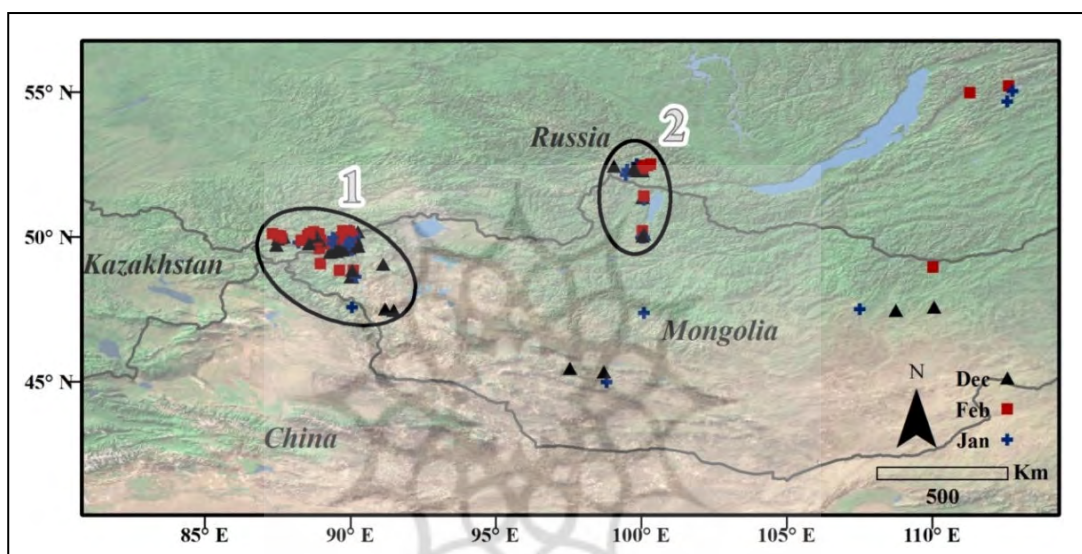 55° N
2
Russia
1
50° N
Kazakhstan
Mongolia
45° N
N
Dec
Feb
Jan
China
Km
500
85° E
90° E
95° E
100° E
105° E
110° E